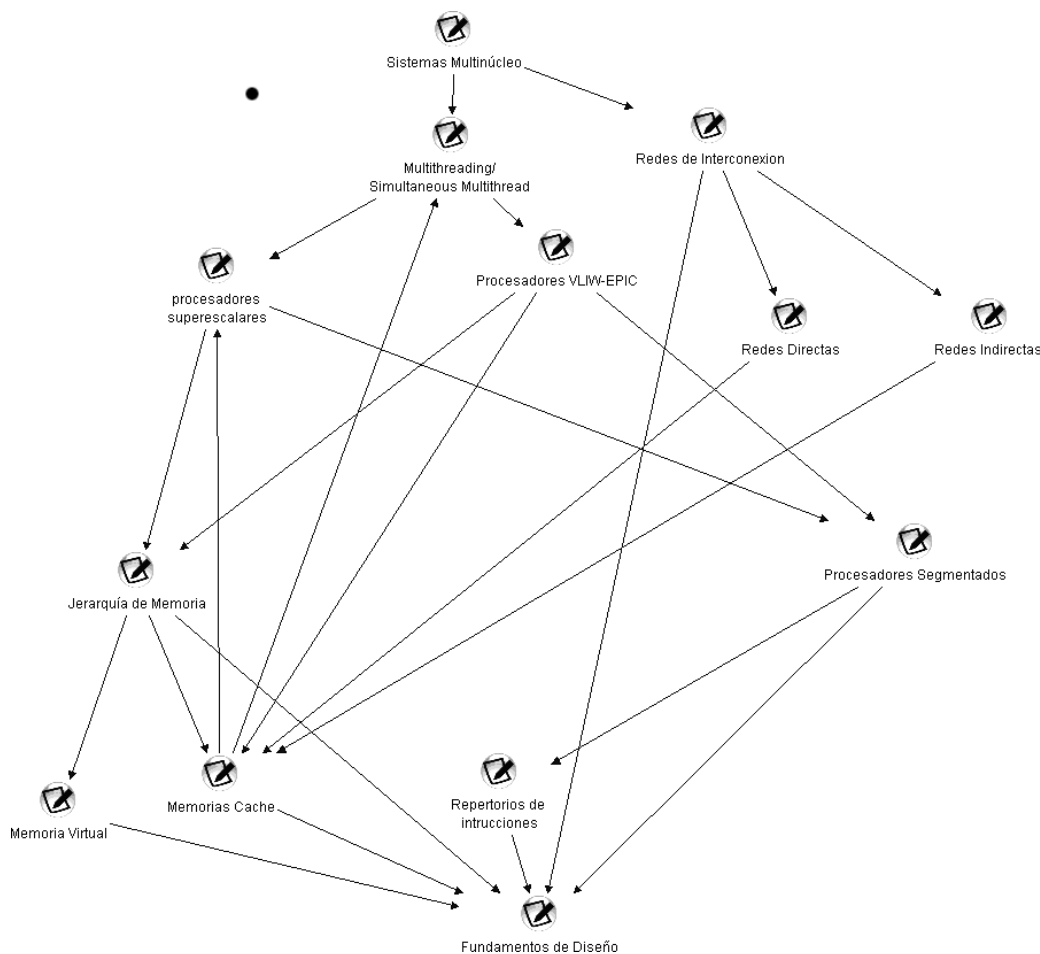 Sistemas Multinúcleo
Multithreading/
Simultaneous Multithread
Redes de Interconexion
procesadores
superescalares
Procesadores VLIW-EPIC
Redes Directas
Redes Indirectas
Jerarquía de Memoria
Procesadores Segmentados
Memoria Virtual
Memorias Cache
Repertorios de
intrucciones
Fundamentos de Diseño